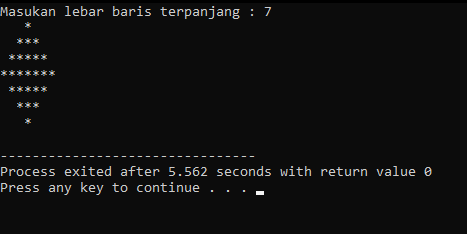 Masukan lebar baris terpanjang : 7
   *
  ***
 *****
*******
 *****
  ***
   *

--------------------------------
Process exited after 5.562 seconds with return value 0
Press any key to continue . . .